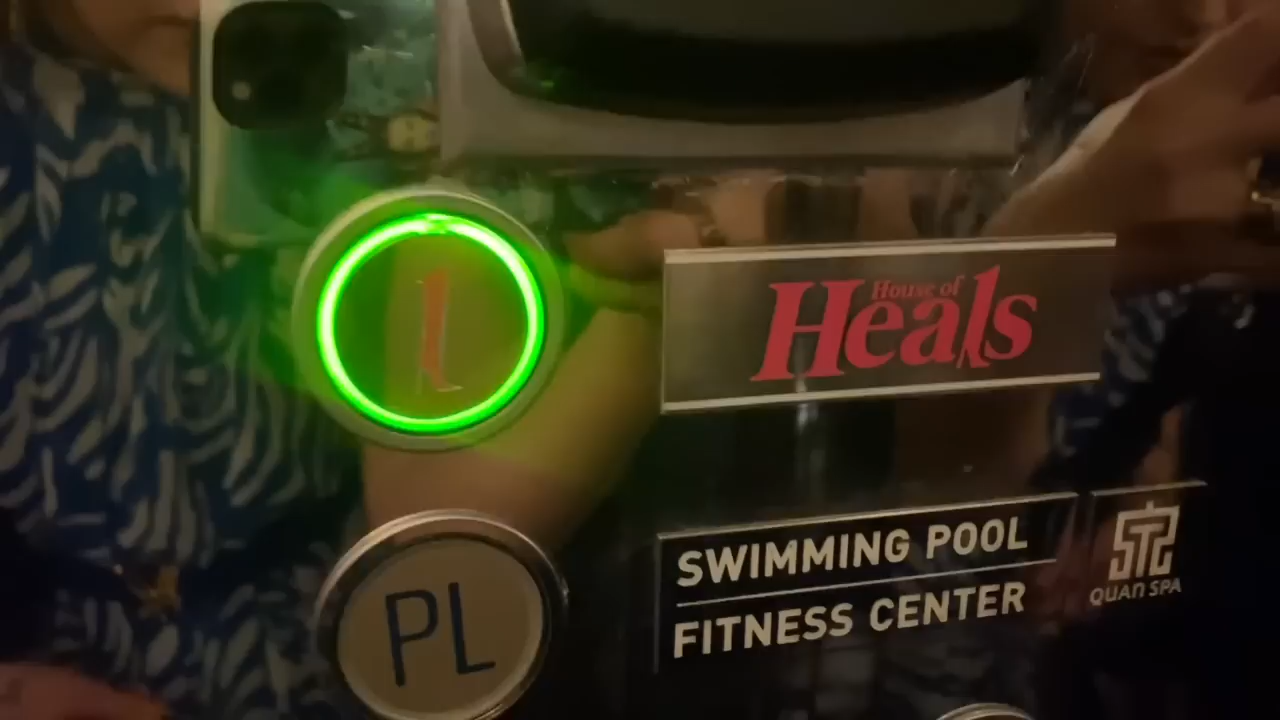 House of
Heals
PL
SWIMMING POOL
FITNESS CENTER
QUAN SPA